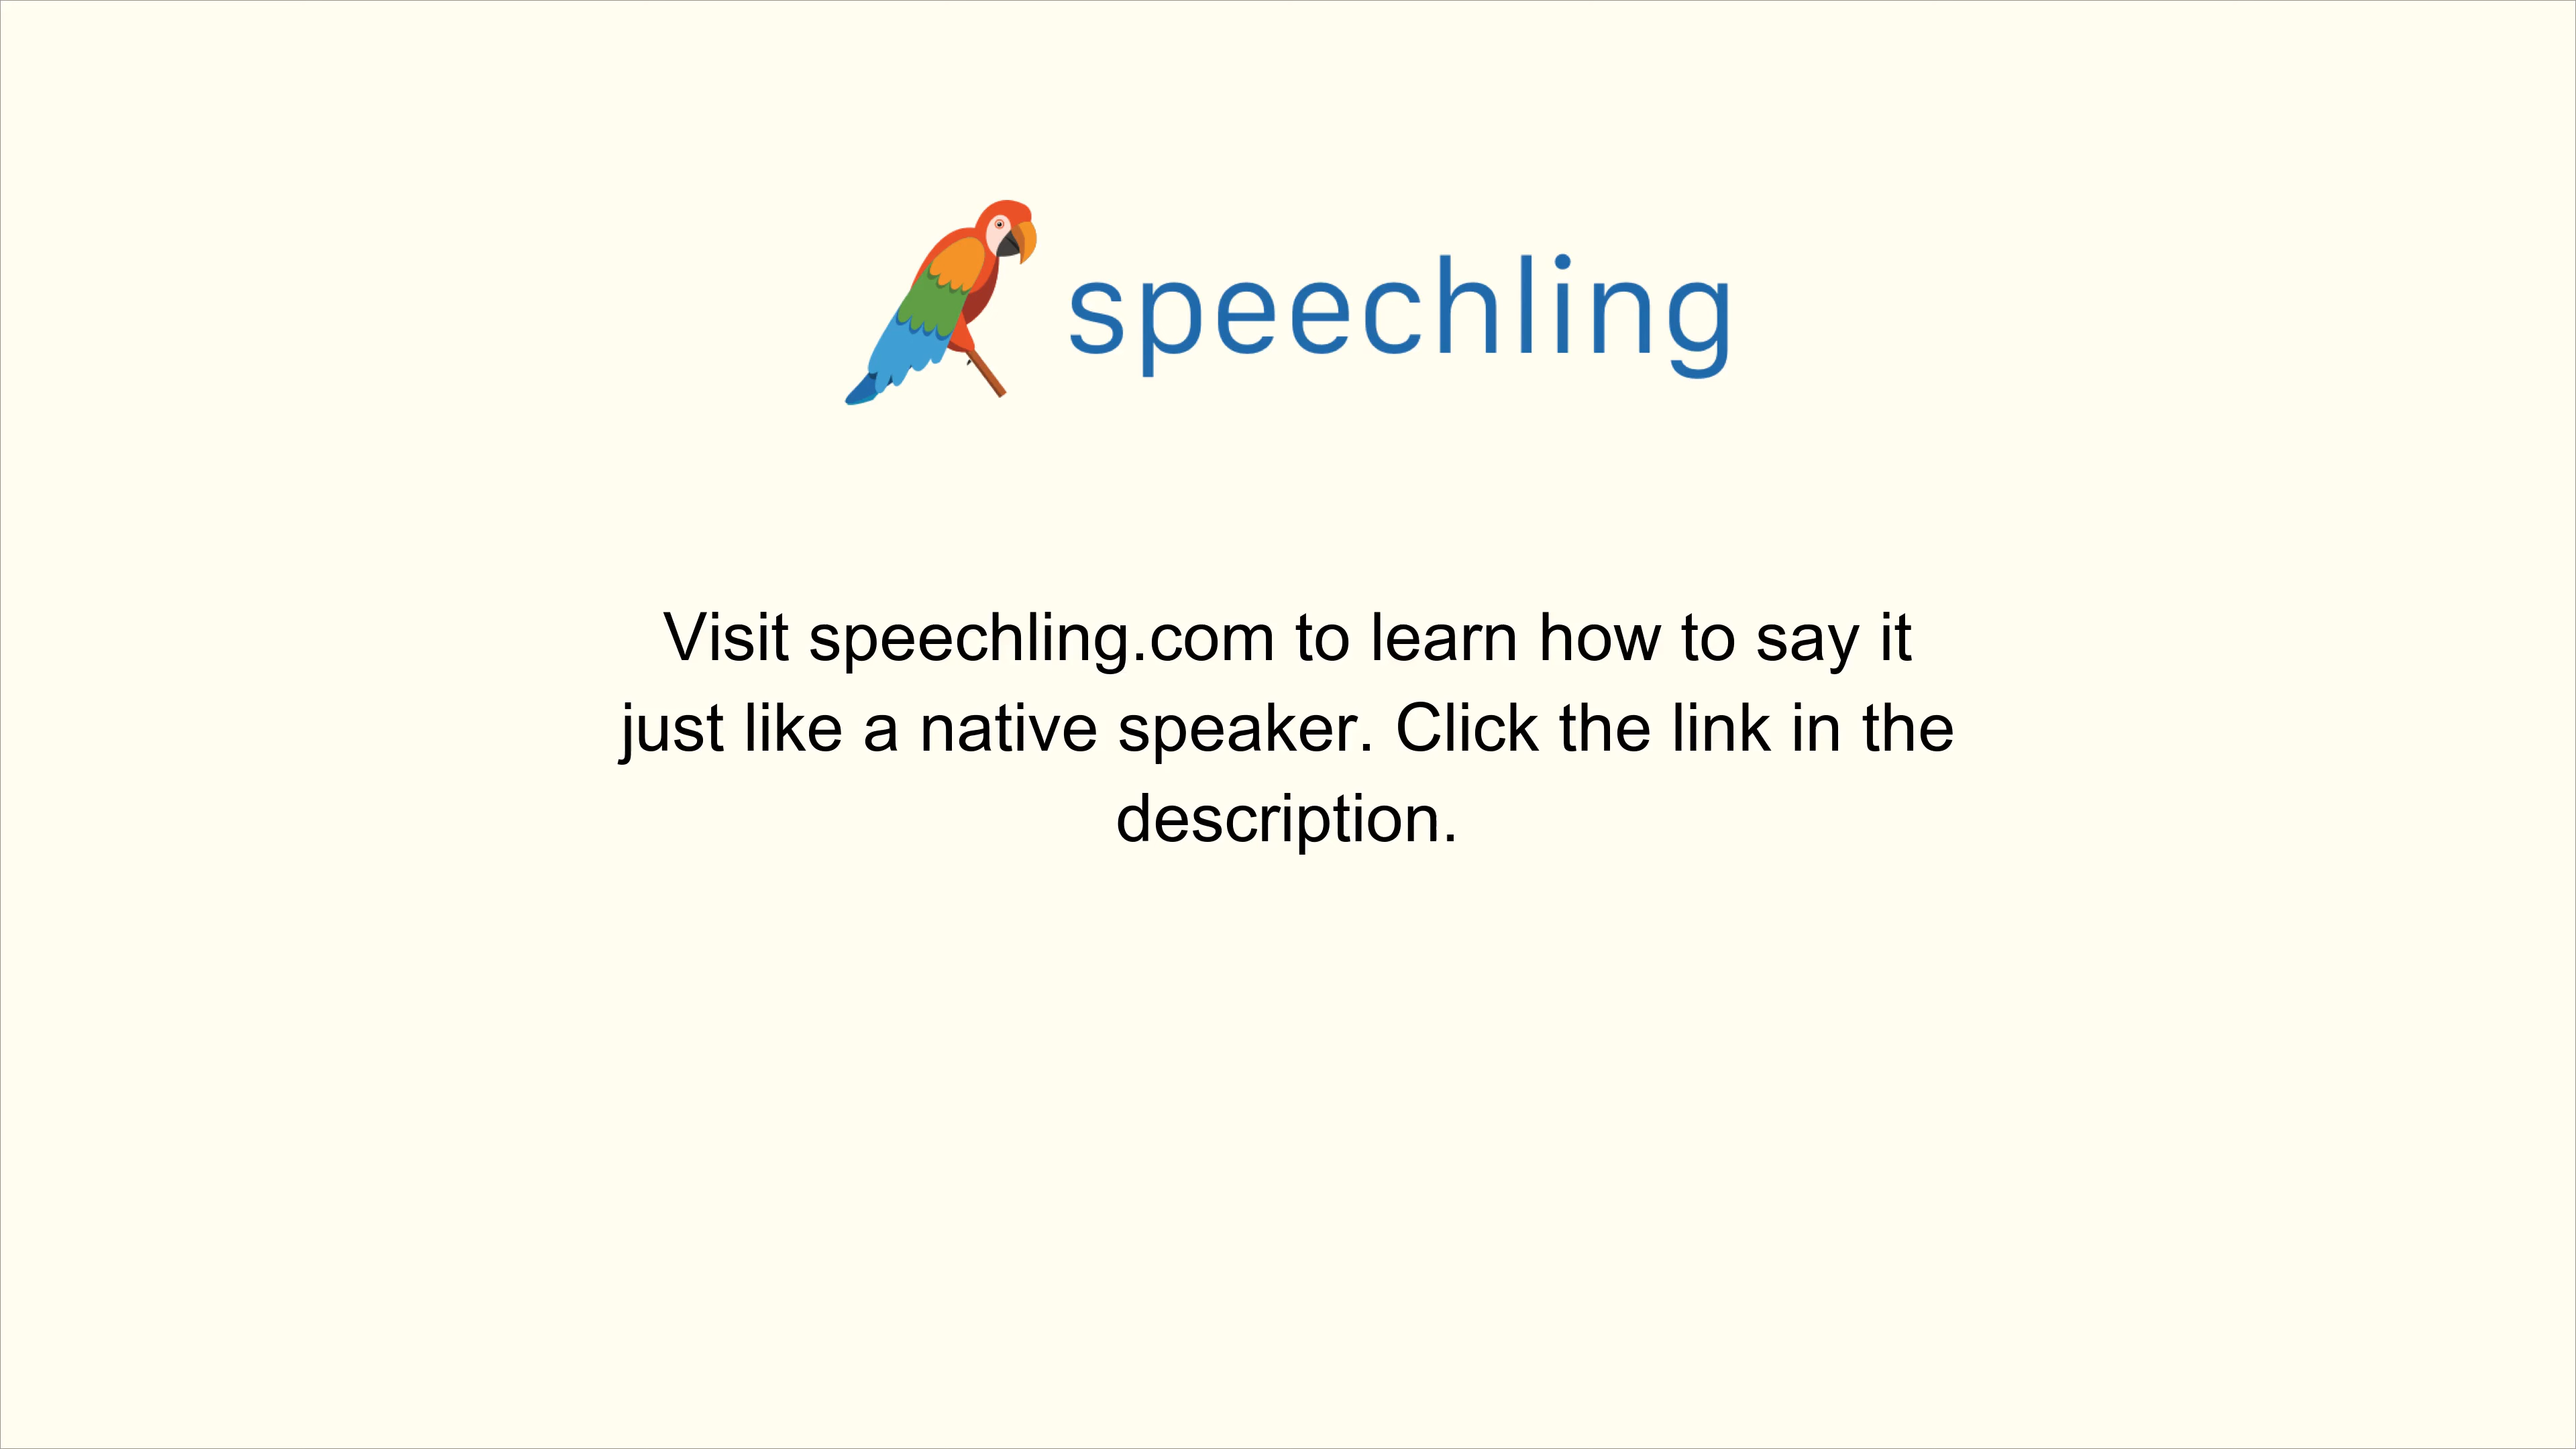 speechling
Visit speechling.com to learn how to say it
just like a native speaker. Click the link in the
description.